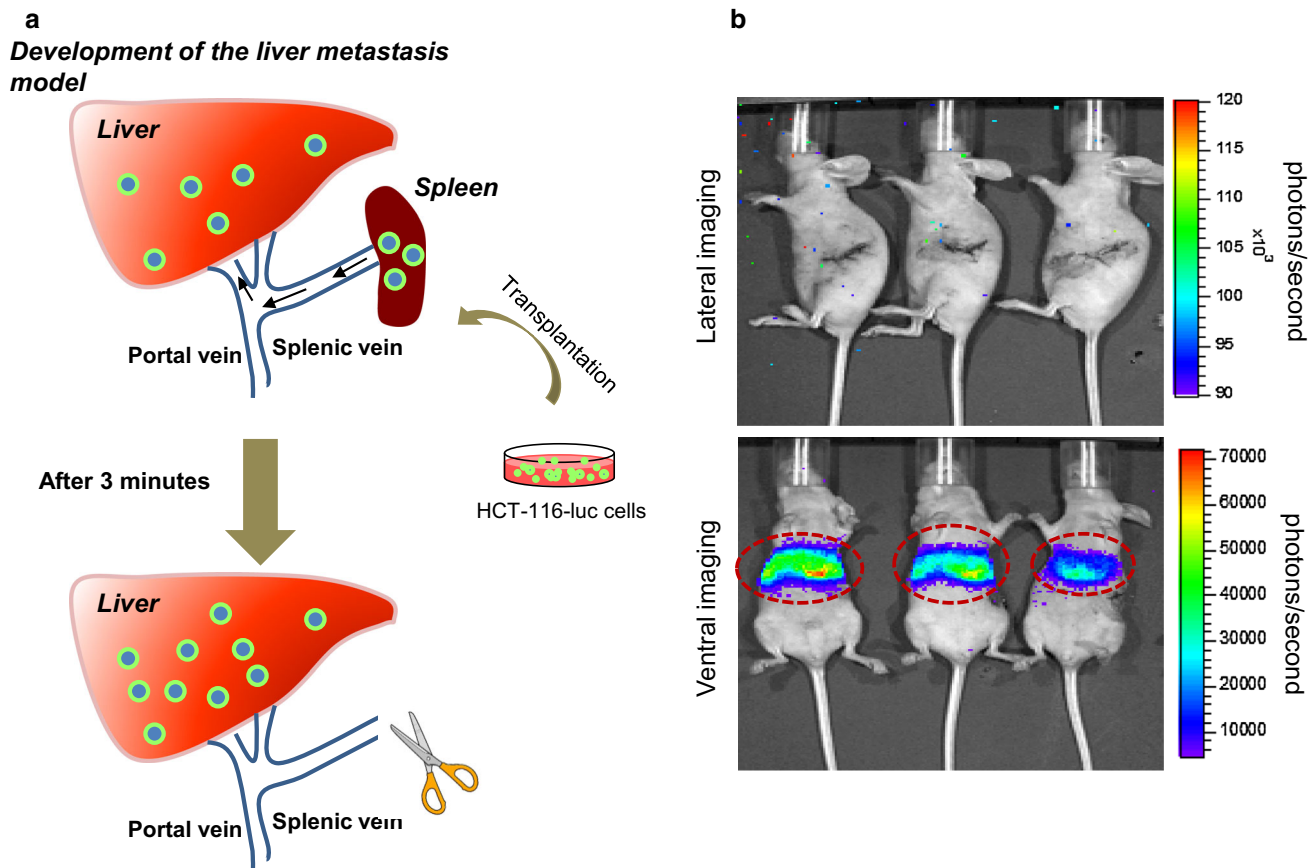 a
Development of the liver metastasis
model
Liver
Spleen
Transplantation
Portal vein
Splenic vein
After 3 minutes
HCT-116-luc cells
Liver
Portal vein
Splenic vein
b
Lateral imaging
120
115
110
105
100
95
90
x10³
photons/second
Ventral imaging
70000
60000
50000
40000
30000
20000
10000
photons/second